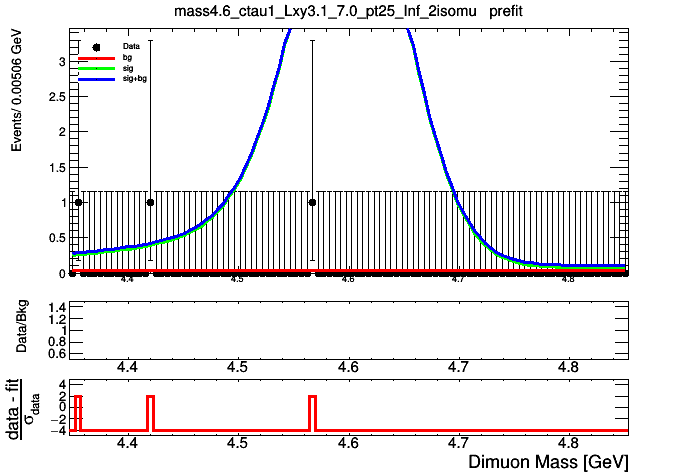 mass4.6_ctau1_Lxy3.1_7.0_pt25_Inf_2isomu prefit
Events/ 0.00506 GeV
Data
bg
sig
sig+bg
3
2.5
2
1.5
1
0.5
0
4.4 4.5 4.6 4.7 4.8
Data/Bkg
1.4
1.2
1
0.8
0.6
4.4 4.5 4.6 4.7 4.8
data - fit
σdata
4
2
0
−2
−4
4.4 4.5 4.6 4.7 4.8
Dimuon Mass [GeV]